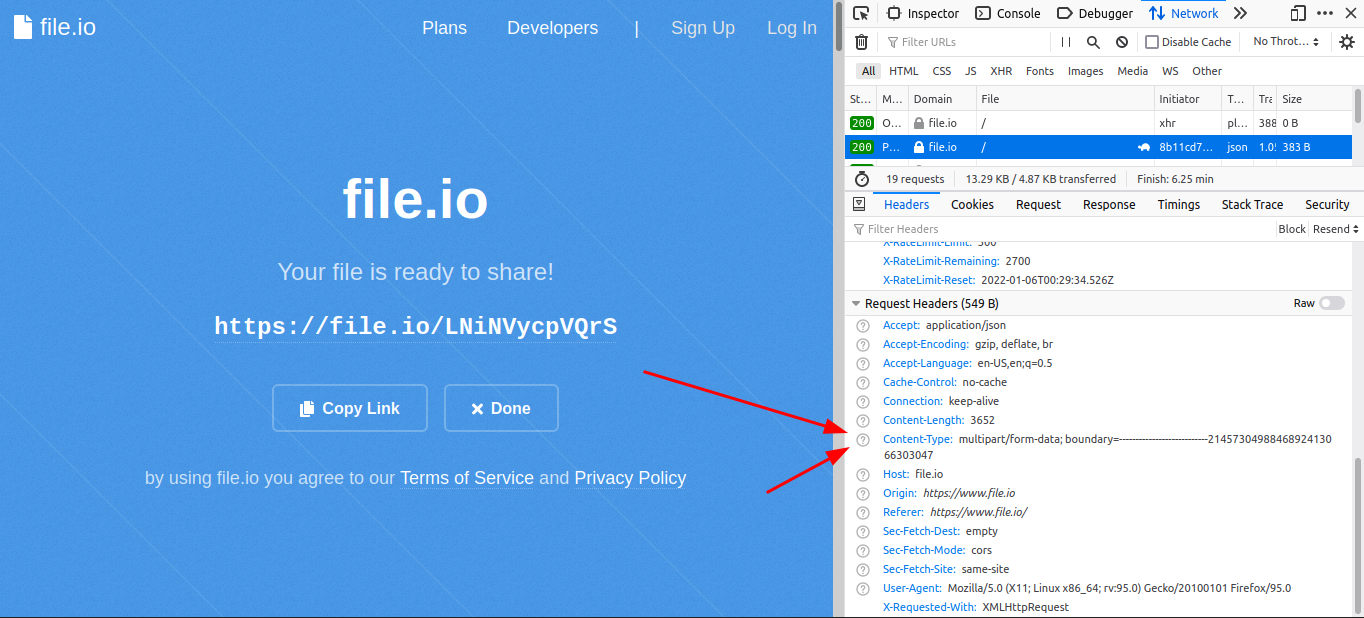 file.io
Plans
Developers
|
Sign Up
Log In
file.io
Your file is ready to share!
https://file.io/LNiNVycpVQrS
Copy Link
Done
by using file.io you agree to our Terms of Service and Privacy Policy
Inspector
Console
Debugger
Network
Filter URLs
Disable Cache
No Throt...
All HTML CSS JS XHR Fonts Images Media WS Other
St... M... Domain File Initiator T... Tra Size
200 O... file.io / xhr pl... 388 0 B
200 P... file.io / 8b11cd7... json 1.05 383 B
19 requests
13.29 KB / 4.87 KB transferred
Finish: 6.25 min
Headers Cookies Request Response Timings Stack Trace Security
Filter Headers
Block
Resend
X-RateLimit-Limit: 300
X-RateLimit-Remaining: 2700
X-RateLimit-Reset: 2022-01-06T00:29:34.526Z
Request Headers (549 B)
Raw
Accept: application/json
Accept-Encoding: gzip, deflate, br
Accept-Language: en-US,en;q=0.5
Cache-Control: no-cache
Connection: keep-alive
Content-Length: 3652
Content-Type: multipart/form-data; boundary=---------------------------21457304988468924130
66303047
Host: file.io
Origin: https://www.file.io
Referer: https://www.file.io/
Sec-Fetch-Dest: empty
Sec-Fetch-Mode: cors
Sec-Fetch-Site: same-site
User-Agent: Mozilla/5.0 (X11; Linux x86_64; rv:95.0) Gecko/20100101 Firefox/95.0
X-Requested-With: XMLHttpRequest